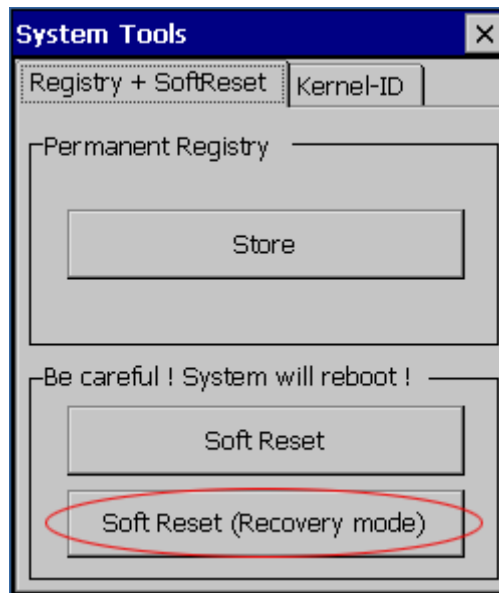 System Tools
Registry + SoftReset
Kernel-ID
Permanent Registry
Store
Be careful ! System will reboot !
Soft Reset
Soft Reset (Recovery mode)